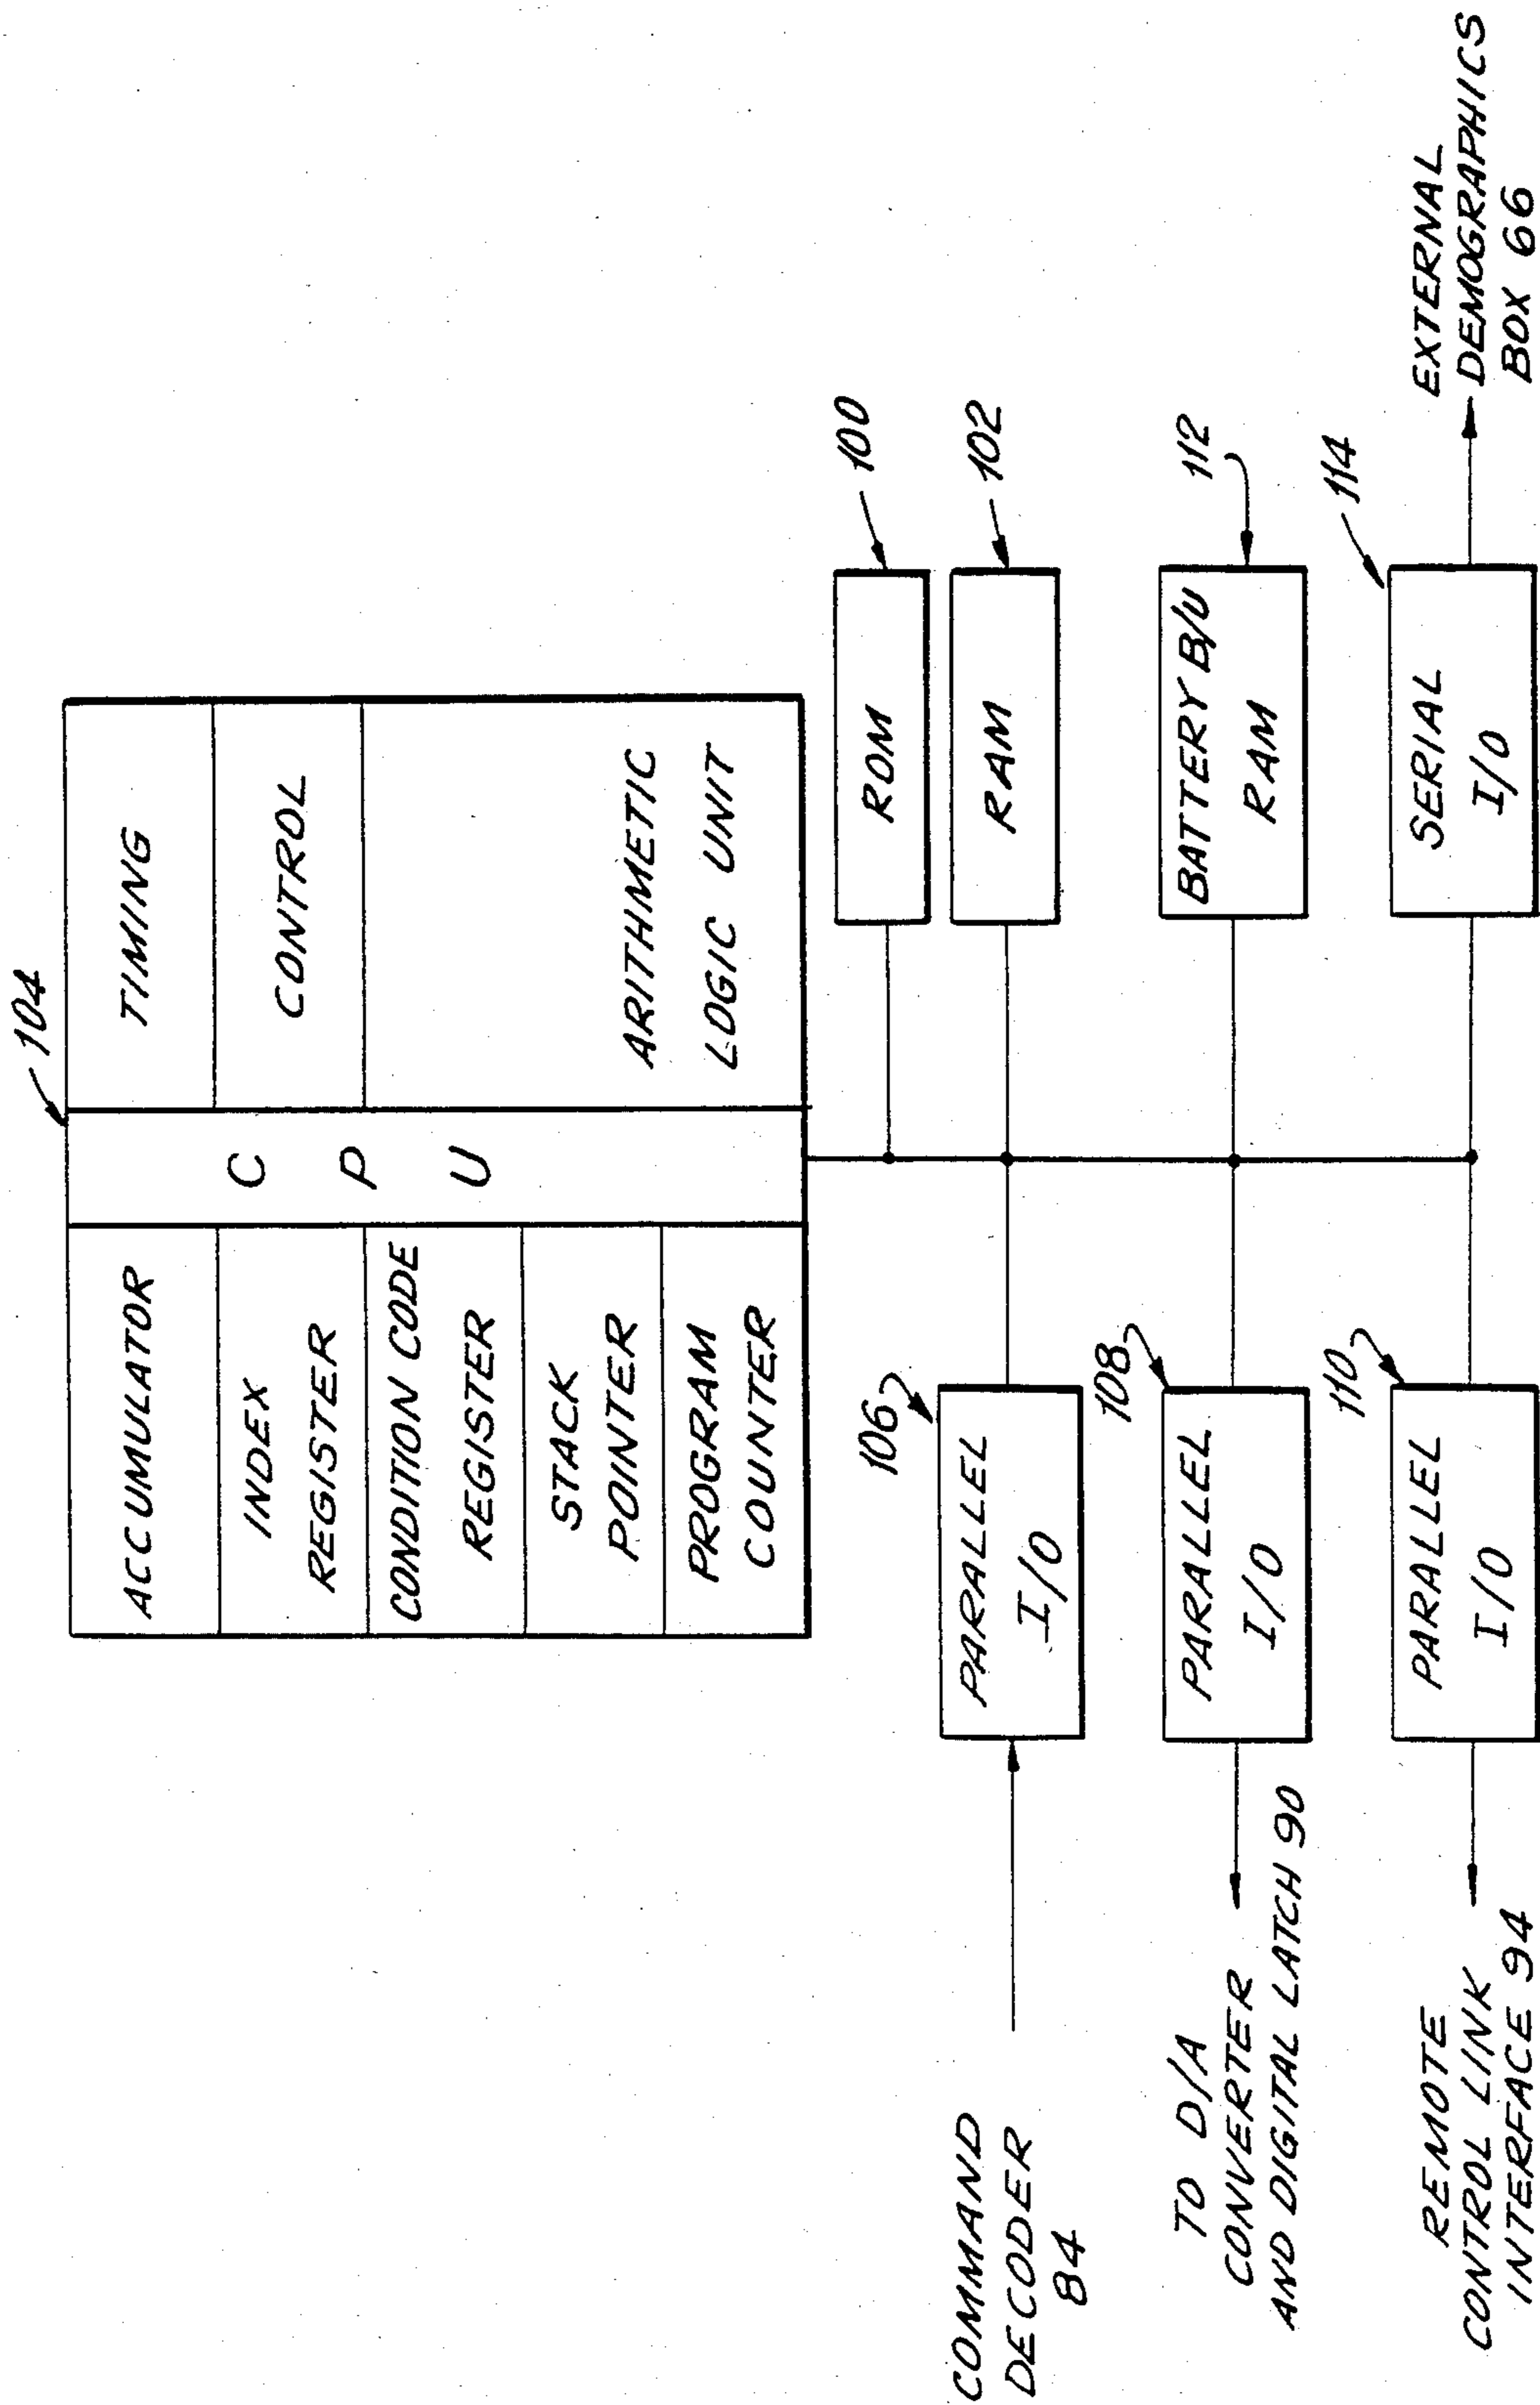 104
ACCUMULATOR
INDEX
REGISTER
CONDITION CODE
REGISTER
STACK
POINTER
PROGRAM
COUNTER
C
P
U
TIMING
CONTROL
ARITHMETIC
LOGIC UNIT
ROM
100
COMMAND
DECODER
84
106
PARALLEL
I/O
RAM
102
TO D/A
CONVERTER
AND DIGITAL LATCH 90
108
PARALLEL
I/O
BATTERY B/U
RAM
112
REMOTE
CONTROL LINK
INTERFACE 94
110
PARALLEL
I/O
SERIAL
I/O
114
EXTERNAL
DEMOGRAPHICS
BOX 66